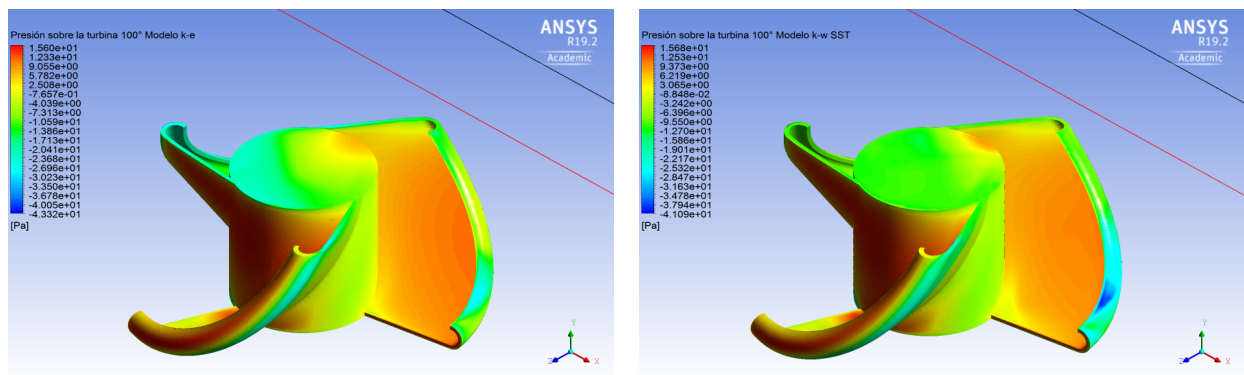 ANSYS
R19.2
Academic
Presión sobre la turbina 100° Modelo k-e
1.560e+01
1.233e+01
9.055e+00
5.782e+00
2.508e+00
-7.657e-01
-4.039e+00
-7.313e+00
-1.059e+01
-1.386e+01
-1.713e+01
-2.041e+01
-2.368e+01
-2.696e+01
-3.023e+01
-3.350e+01
-3.678e+01
-4.005e+01
-4.332e+01
[Pa]
Y
Z
X
ANSYS
R19.2
Academic
Presión sobre la turbina 100° Modelo k-w SST
1.568e+01
1.253e+01
9.373e+00
6.219e+00
3.065e+00
-8.848e-02
-3.242e+00
-6.396e+00
-9.550e+00
-1.270e+01
-1.586e+01
-1.901e+01
-2.217e+01
-2.532e+01
-2.847e+01
-3.163e+01
-3.478e+01
-3.794e+01
-4.109e+01
[Pa]
Y
Z
X